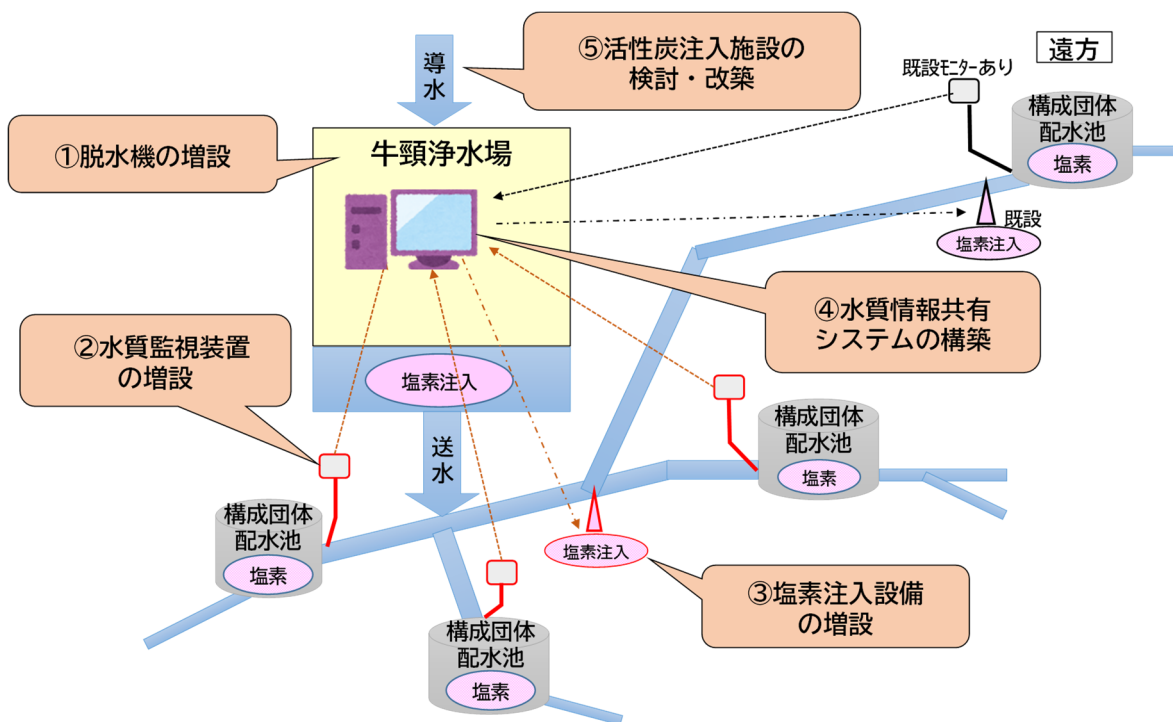 ⑤活性炭注入施設の
検討・改築
導水
遠方
既設ﾓﾆﾀｰあり
構成団体
配水池
塩素
①脱水機の増設
牛頸浄水場
既設
塩素注入
④水質情報共有
システムの構築
②水質監視装置
の増設
塩素注入
送水
構成団体
配水池
塩素
構成団体
配水池
塩素
塩素注入
③塩素注入設備
の増設
構成団体
配水池
塩素